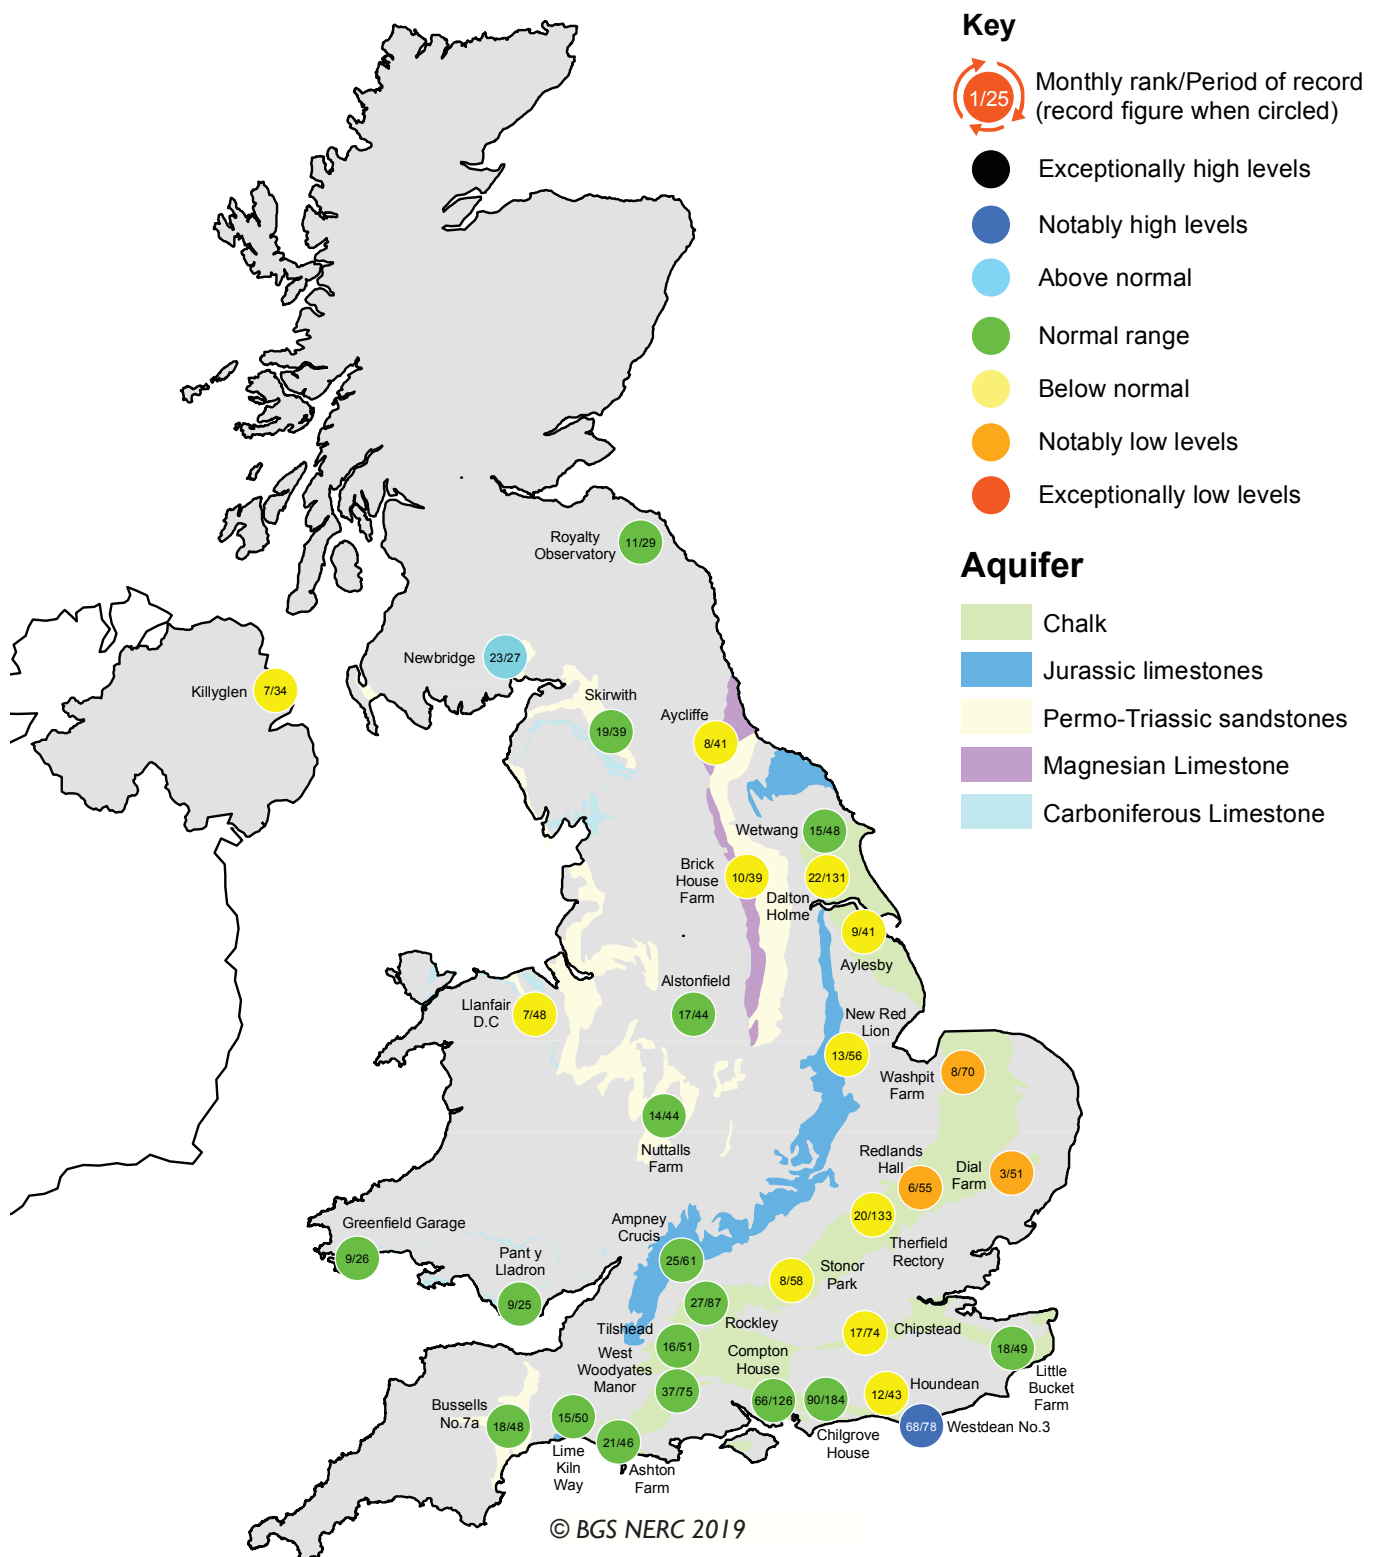 Key
1/25
Monthly rank/Period of record
(record figure when circled)
Exceptionally high levels
Notably high levels
Above normal
Normal range
Below normal
Notably low levels
Exceptionally low levels
Aquifer
Chalk
Jurassic limestones
Permo-Triassic sandstones
Magnesian Limestone
Carboniferous Limestone
Royalty
Observatory
11/29
Newbridge
23/27
Killyglen
7/34
Skirwith
19/39
Aycliffe
8/41
Wetwang
15/48
Brick
House
Farm
10/39
22/131
Dalton
Holme
9/41
Aylesby
Alstonfield
17/44
Llanfair
D.C
7/48
New Red
Lion
13/56
Washpit
Farm
8/70
14/44
Nuttalls
Farm
Redlands
Hall
6/55
Dial
Farm
3/51
20/133
Therfield
Rectory
Greenfield Garage
9/26
Pant y
Lladron
9/25
Ampney
Crucis
25/61
8/58
Stonor
Park
27/87
Rockley
Tilshead
16/51
17/74
Chipstead
18/49
Little
Bucket
Farm
West
Woodyates
Manor
37/75
Compton
House
66/126
90/184
Chilgrove
House
12/43
Houndean
68/78
Westdean No.3
Bussells
No.7a
18/48
15/50
Lime
Kiln
Way
21/46
Ashton
Farm
© BGS NERC 2019